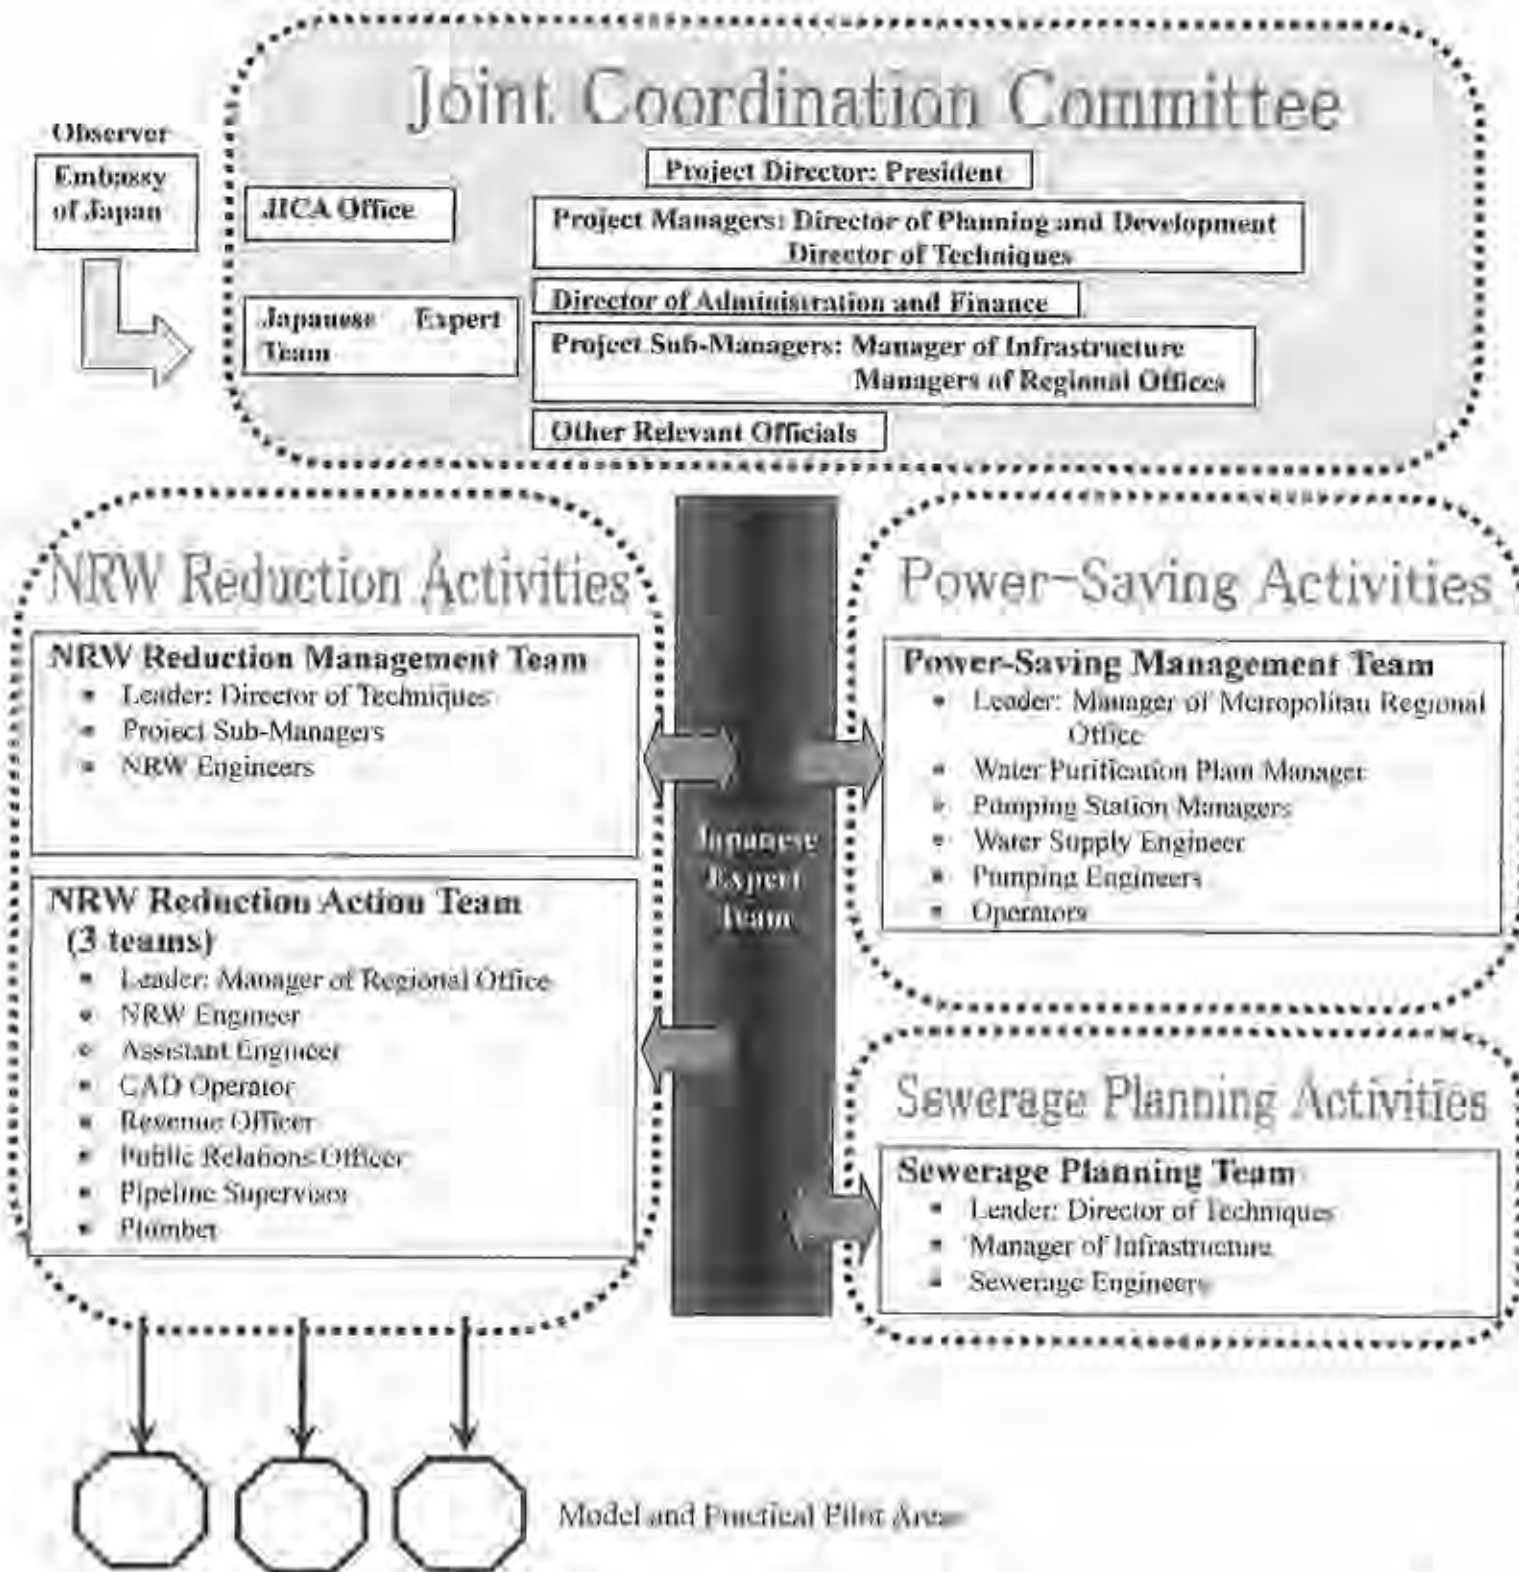 Joint Coordination Committee
Observer
Embassy
of Japan
JICA Office
Japanese Expert
Team
Project Director: President
Project Managers: Director of Planning and Development
Director of Techniques
Director of Administration and Finance
Project Sub-Managers: Manager of Infrastructure
Managers of Regional Offices
Other Relevant Officials
NRW Reduction Activities
NRW Reduction Management Team
Leader: Director of Techniques
Project Sub-Managers
NRW Engineers
NRW Reduction Action Team
(3 teams)
Leader: Manager of Regional Office
NRW Engineer
Assistant Engineer
CAD Operator
Revenue Officer
Public Relations Officer
Pipeline Supervisor
Plumber
Japanese
Expert
Team
Power-Saving Activities
Power-Saving Management Team
Leader: Manager of Metropolitan Regional
Office
Water Purification Plant Manager
Pumping Station Managers
Water Supply Engineer
Pumping Engineers
Operators
Sewerage Planning Activities
Sewerage Planning Team
Leader: Director of Techniques
Manager of Infrastructure
Sewerage Engineers
Model and Practical Pilot Areas